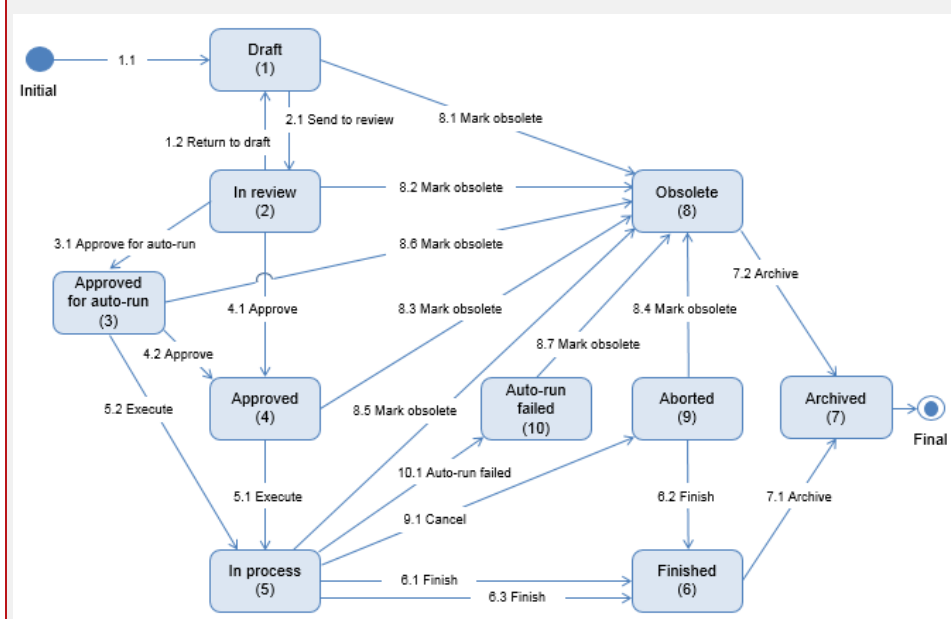 Draft
(1)
1.1
Initial
2.1 Send to review
8.1 Mark obsolete
1.2 Return to draft
In review
(2)
8.2 Mark obsolete
Obsolete
(8)
3.1 Approve for auto-run
8.6 Mark obsolete
7.2 Archive
Approved
for auto-run
(3)
4.1 Approve
8.3 Mark obsolete
8.4 Mark obsolete
8.7 Mark obsolete
4.2 Approve
5.2 Execute
Approved
(4)
8.5 Mark obsolete
Auto-run
failed
(10)
Aborted
(9)
Archived
(7)
Final
10.1 Auto-run failed
5.1 Execute
9.1 Cancel
6.2 Finish
7.1 Archive
In process
(5)
6.1 Finish
6.3 Finish
Finished
(6)